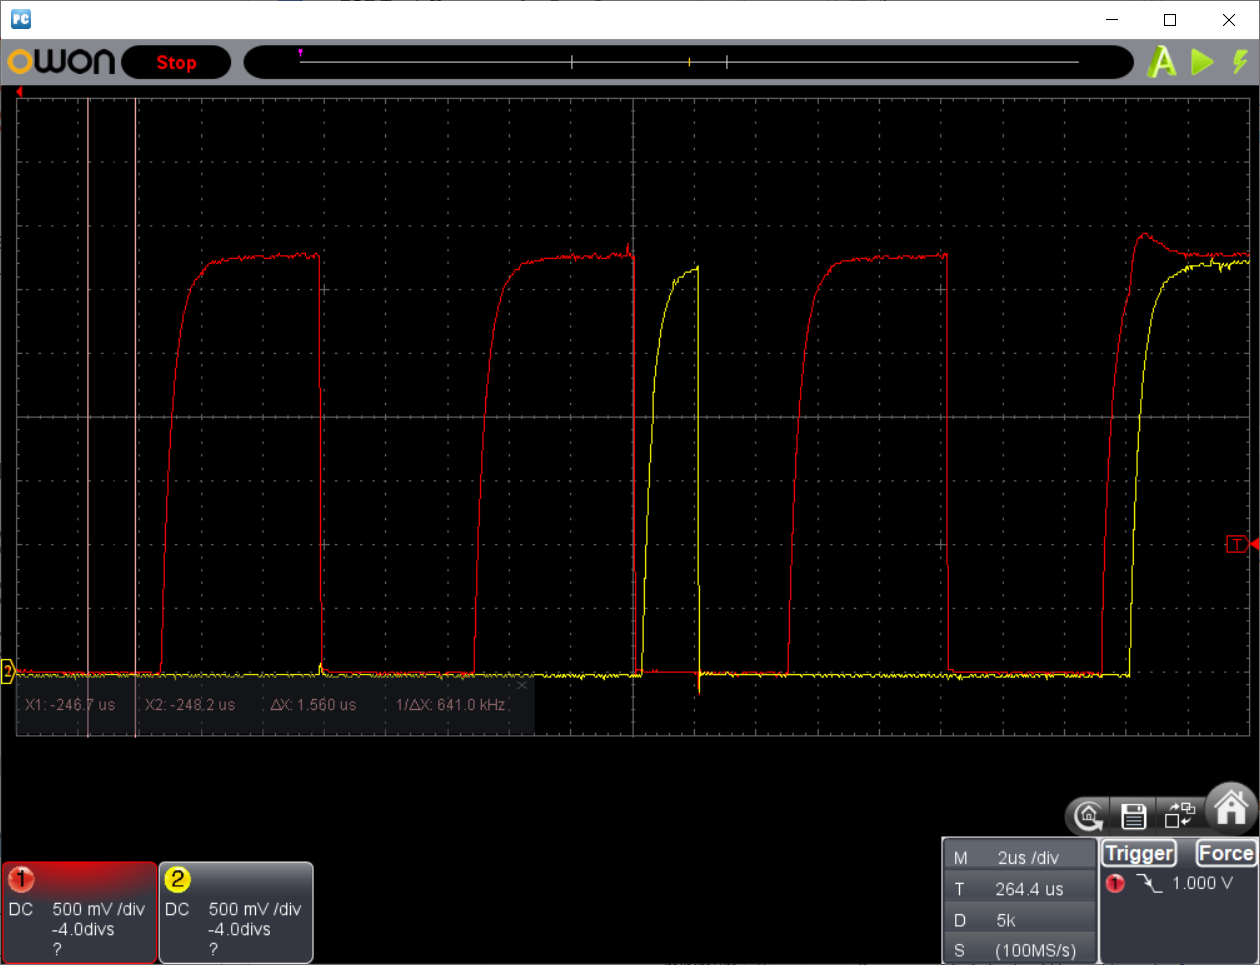 PC
owon
Stop
A
T
2
X1: -246.7 us X2: -248.2 us ΔX: 1.560 us 1/ΔX: 641.0 kHz
1
DC 500 mV /div
-4.0divs
?
2
DC 500 mV /div
-4.0divs
?
M 2us /div
T 264.4 us
D 5k
S (100MS/s)
Trigger Force
1 1.000 V